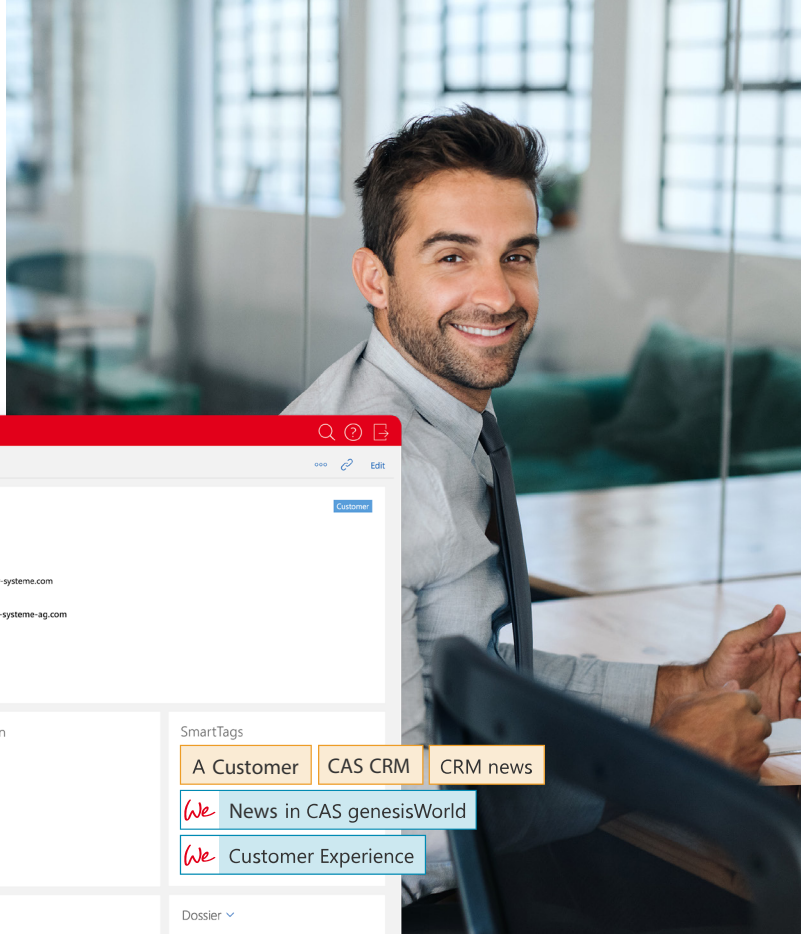 Edit
Customer
-systeme.com
-systeme-ag.com
n
SmartTags
A Customer CAS CRM CRM news
We News in CAS genesisWorld
We Customer Experience
Dossier